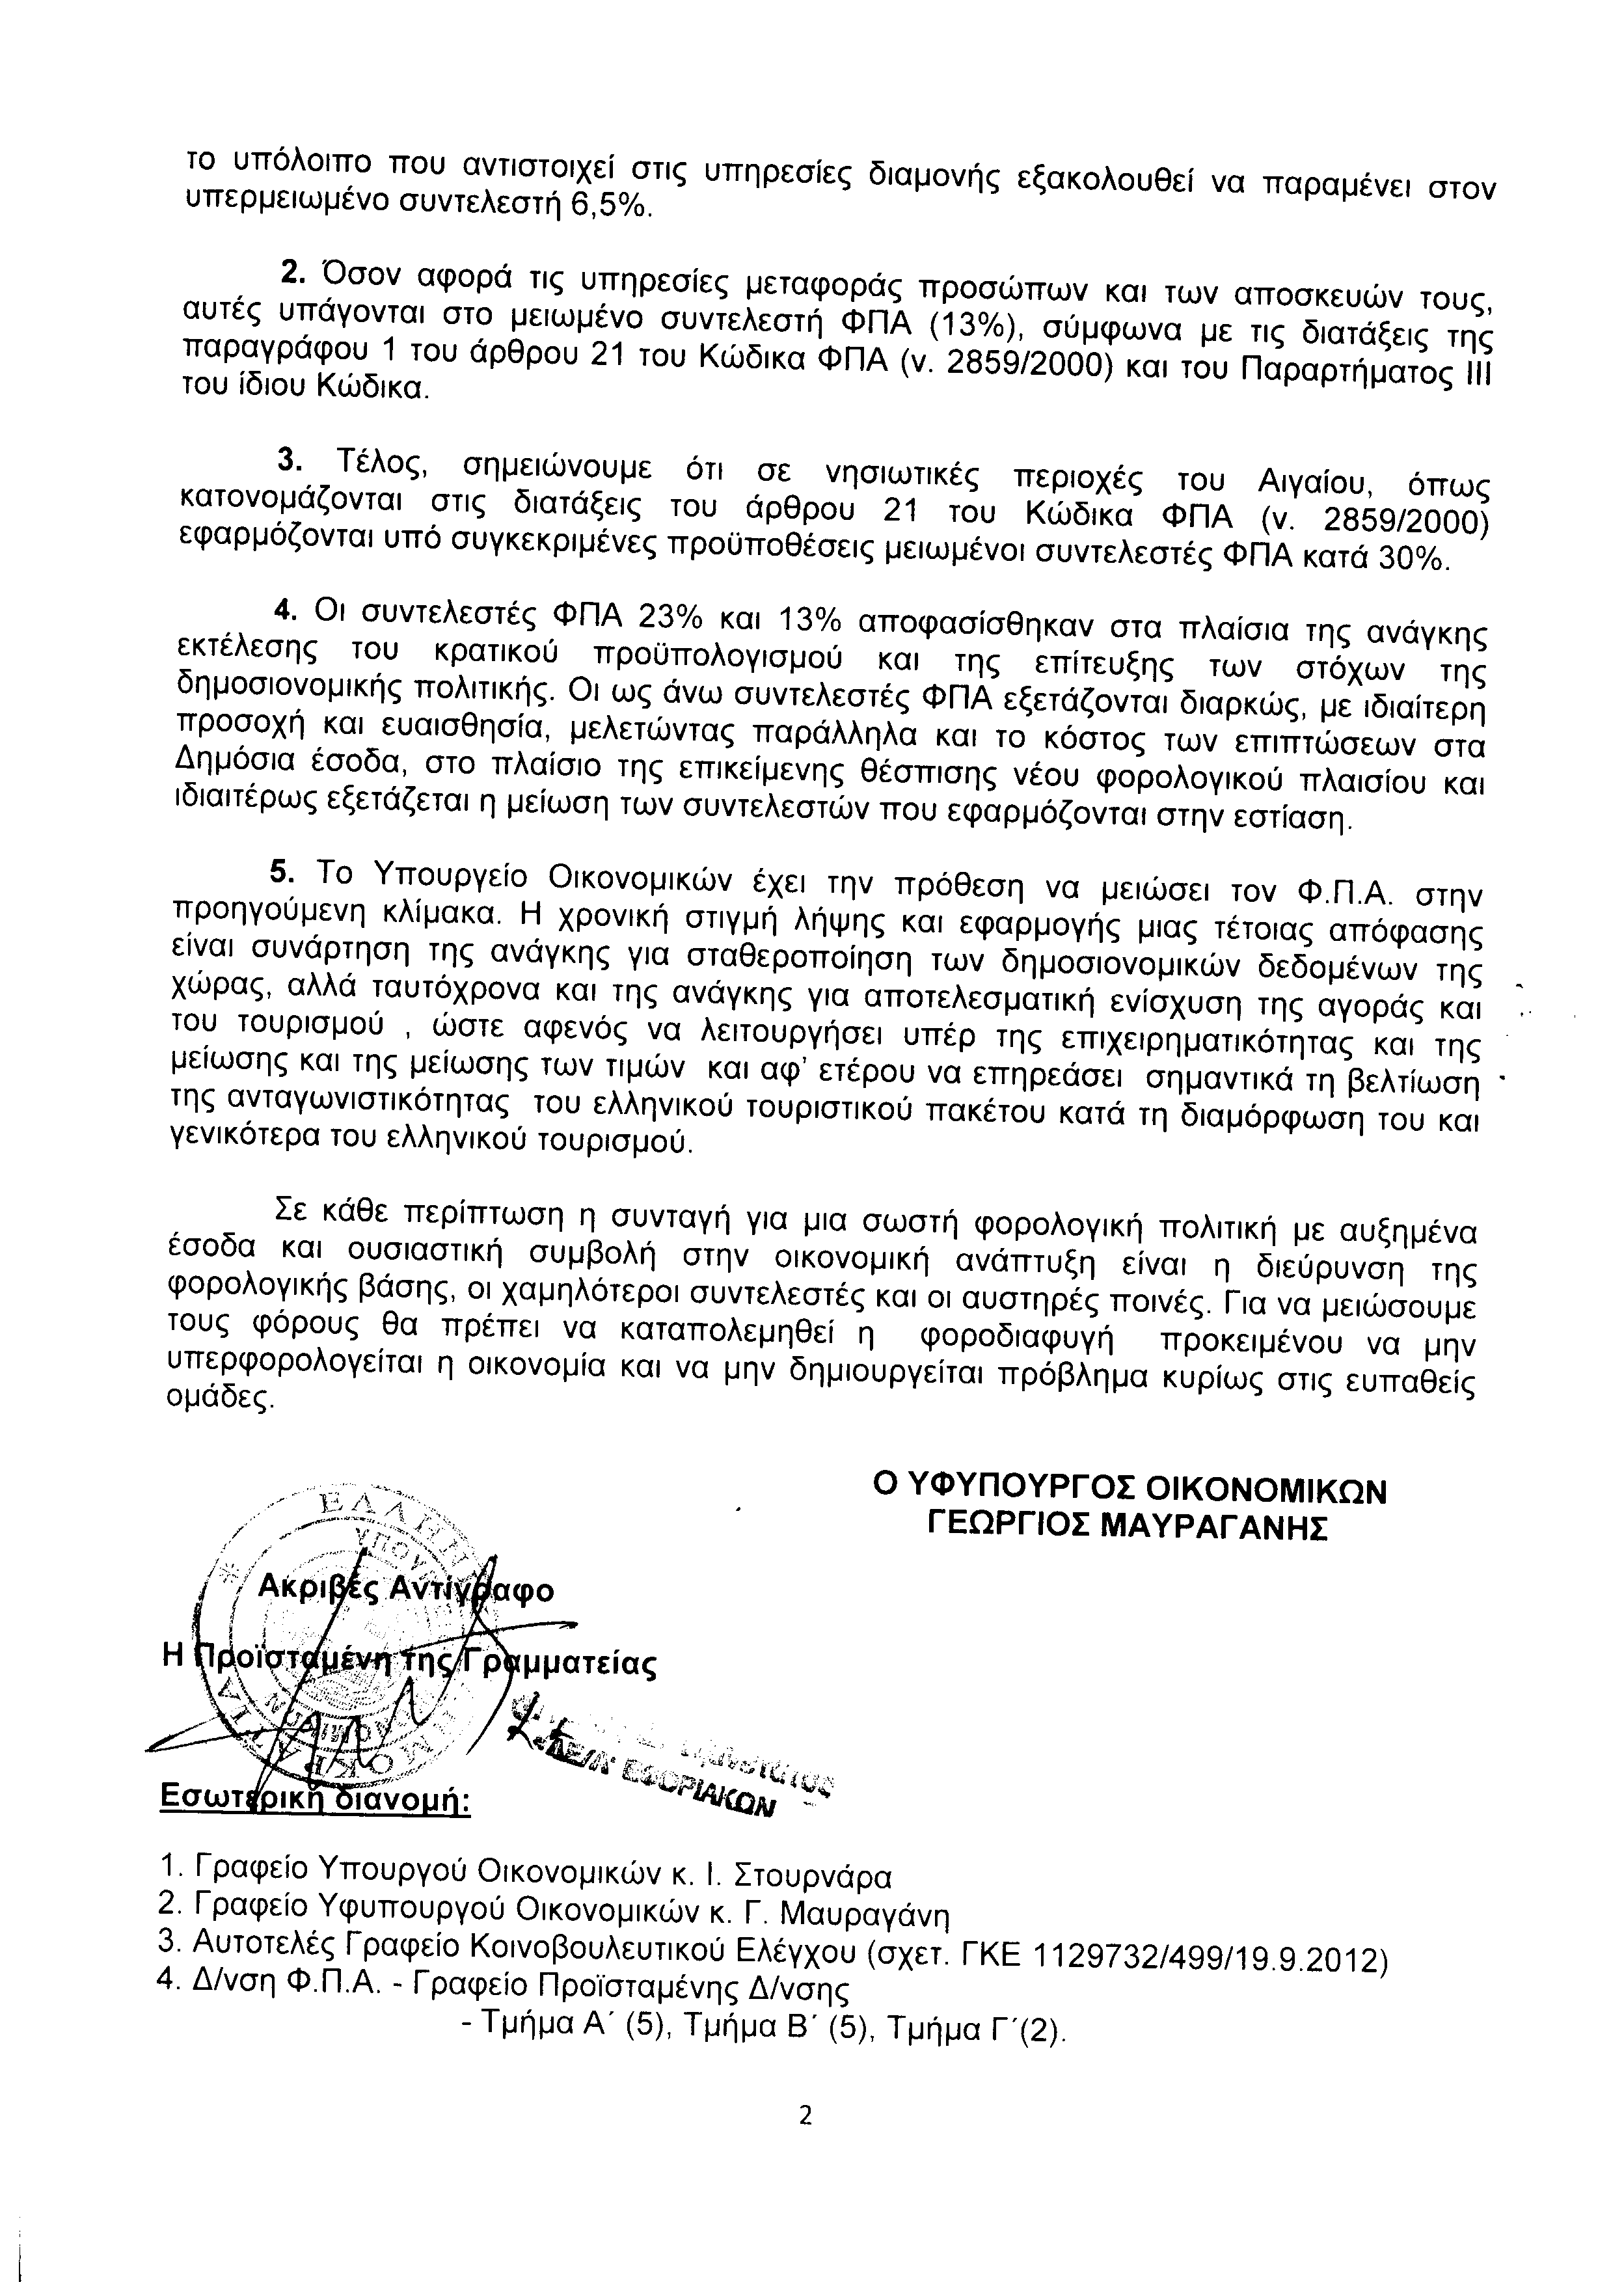 το υπόλοιπο που αντιστοιχεί στις υπηρεσίες διαμονής εξακολουθεί να παραμένει στον
υπερμειωμένο συντελεστή 6,5%.
2. Όσον αφορά τις υπηρεσίες μεταφοράς προσώπων και των αποσκευών τους,
αυτές υπάγονται στο μειωμένο συντελεστή ΦΠΑ (13%), σύμφωνα με τις διατάξεις της
παραγράφου 1 του άρθρου 21 του Κώδικα ΦΠΑ (ν. 2859/2000) και του Παραρτήματος ΙΙΙ
του ίδιου Κώδικα.
3. Τέλος, σημειώνουμε ότι σε νησιωτικές περιοχές του Αιγαίου, όπως
κατονομάζονται στις διατάξεις του άρθρου 21 του Κώδικα ΦΠΑ (ν. 2859/2000)
εφαρμόζονται υπό συγκεκριμένες προϋποθέσεις μειωμένοι συντελεστές ΦΠΑ κατά 30%.
4. Οι συντελεστές ΦΠΑ 23% και 13% αποφασίσθηκαν στα πλαίσια της ανάγκης
εκτέλεσης του κρατικού προϋπολογισμού και της επίτευξης των στόχων της
δημοσιονομικής πολιτικής. Οι ως άνω συντελεστές ΦΠΑ εξετάζονται διαρκώς, με ιδιαίτερη
προσοχή και ευαισθησία, μελετώντας παράλληλα και το κόστος των επιπτώσεων στα
Δημόσια έσοδα, στο πλαίσιο της επικείμενης θέσπισης νέου φορολογικού πλαισίου και
ιδιαιτέρως εξετάζεται η μείωση των συντελεστών που εφαρμόζονται στην εστίαση.
5. Το Υπουργείο Οικονομικών έχει την πρόθεση να μειώσει τον Φ.Π.Α. στην
προηγούμενη κλίμακα. Η χρονική στιγμή λήψης και εφαρμογής μιας τέτοιας απόφασης
είναι συνάρτηση της ανάγκης για σταθεροποίηση των δημοσιονομικών δεδομένων της
χώρας, αλλά ταυτόχρονα και της ανάγκης για αποτελεσματική ενίσχυση της αγοράς και
του τουρισμού , ώστε αφενός να λειτουργήσει υπέρ της επιχειρηματικότητας και της
μείωσης και της μείωσης των τιμών και αφ’ ετέρου να επηρεάσει σημαντικά τη βελτίωση
της ανταγωνιστικότητας του ελληνικού τουριστικού πακέτου κατά τη διαμόρφωση του και
γενικότερα του ελληνικού τουρισμού.
Σε κάθε περίπτωση η συνταγή για μια σωστή φορολογική πολιτική με αυξημένα
έσοδα και ουσιαστική συμβολή στην οικονομική ανάπτυξη είναι η διεύρυνση της
φορολογικής βάσης, οι χαμηλότεροι συντελεστές και οι αυστηρές ποινές. Για να μειώσουμε
τους φόρους θα πρέπει να καταπολεμηθεί η φοροδιαφυγή προκειμένου να μην
υπερφορολογείται η οικονομία και να μην δημιουργείται πρόβλημα κυρίως στις ευπαθείς
ομάδες.
Ο ΥΦΥΠΟΥΡΓΟΣ ΟΙΚΟΝΟΜΙΚΩΝ
ΓΕΩΡΓΙΟΣ ΜΑΥΡΑΓΑΝΗΣ
Ακριβές Αντίγραφο
Η Προϊσταμένη της Γραμματείας
ΕΦΟΡΙΑΚΩΝ
Εσωτερική διανομή:
1. Γραφείο Υπουργού Οικονομικών κ. Ι. Στουρνάρα
2. Γραφείο Υφυπουργού Οικονομικών κ. Γ. Μαυραγάνη
3. Αυτοτελές Γραφείο Κοινοβουλευτικού Ελέγχου (σχετ. ΓΚΕ 1129732/499/19.9.2012)
4. Δ/νση Φ.Π.Α. - Γραφείο Προϊσταμένης Δ/νσης
- Τμήμα Α΄ (5), Τμήμα Β΄ (5), Τμήμα Γ΄(2).
2